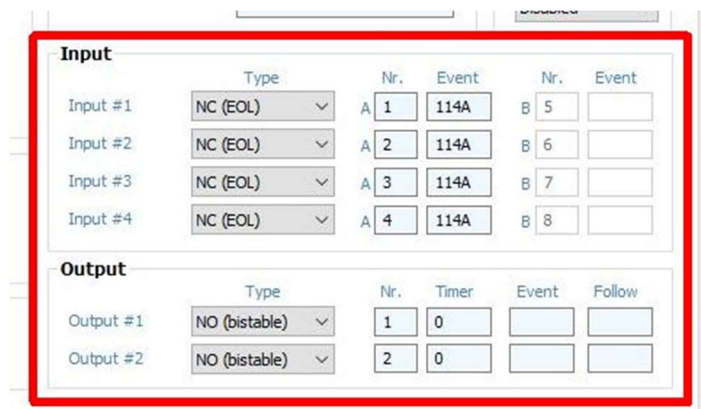 Disabled
Input
Type Nr. Event Nr. Event
Input #1 NC (EOL) A 1 114A B 5
Input #2 NC (EOL) A 2 114A B 6
Input #3 NC (EOL) A 3 114A B 7
Input #4 NC (EOL) A 4 114A B 8
Output
Type Nr. Timer Event Follow
Output #1 NO (bistable) 1 0
Output #2 NO (bistable) 2 0